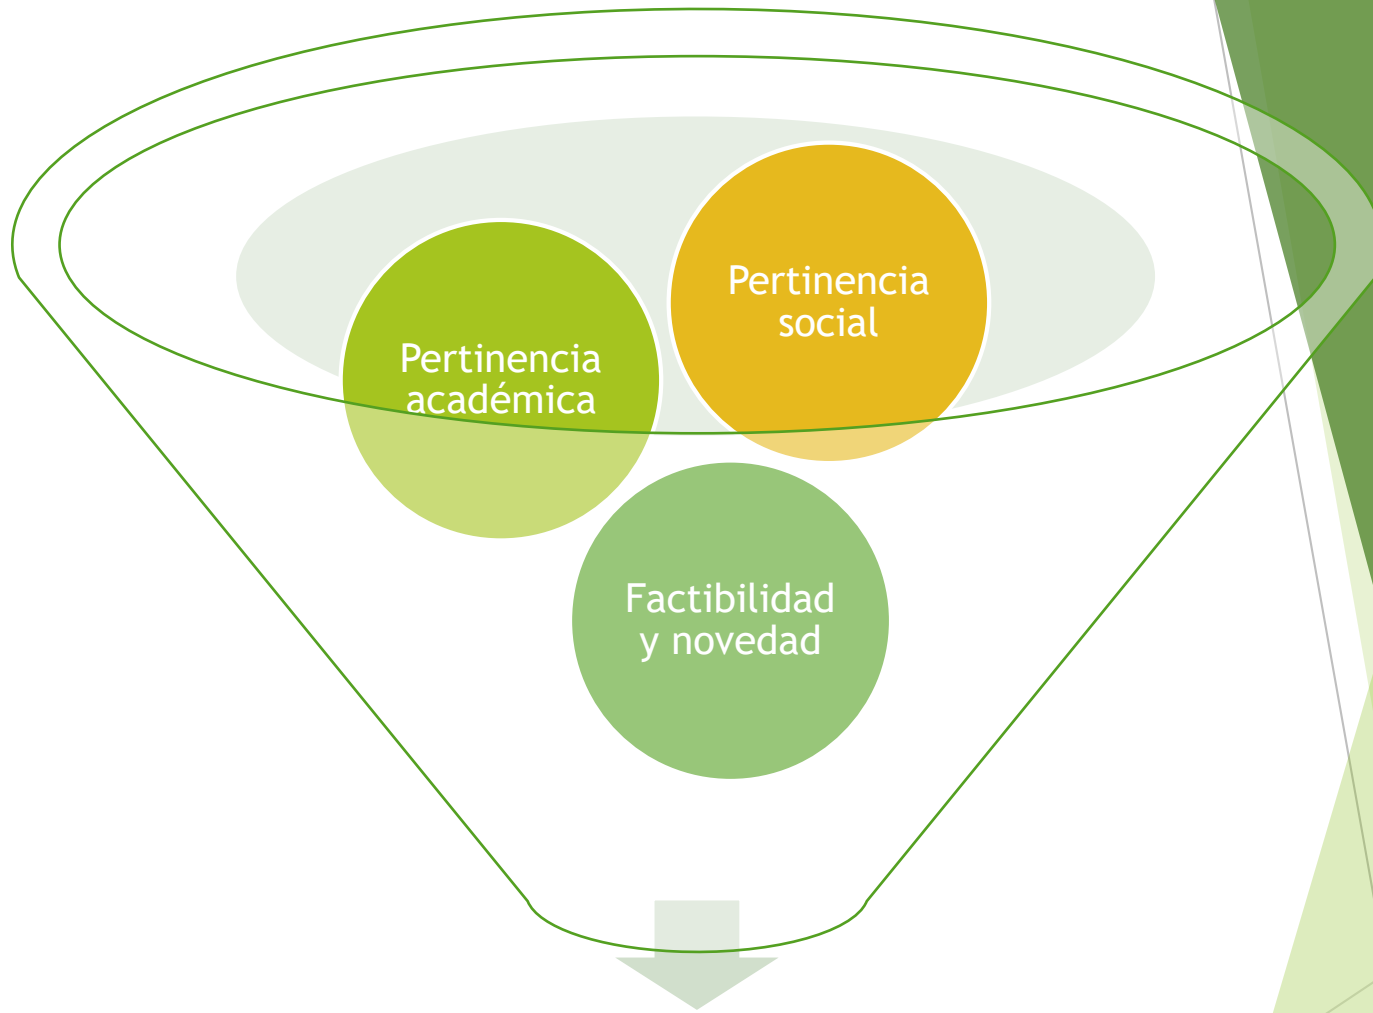 Pertinencia
social
Pertinencia
académica
Factibilidad
y novedad